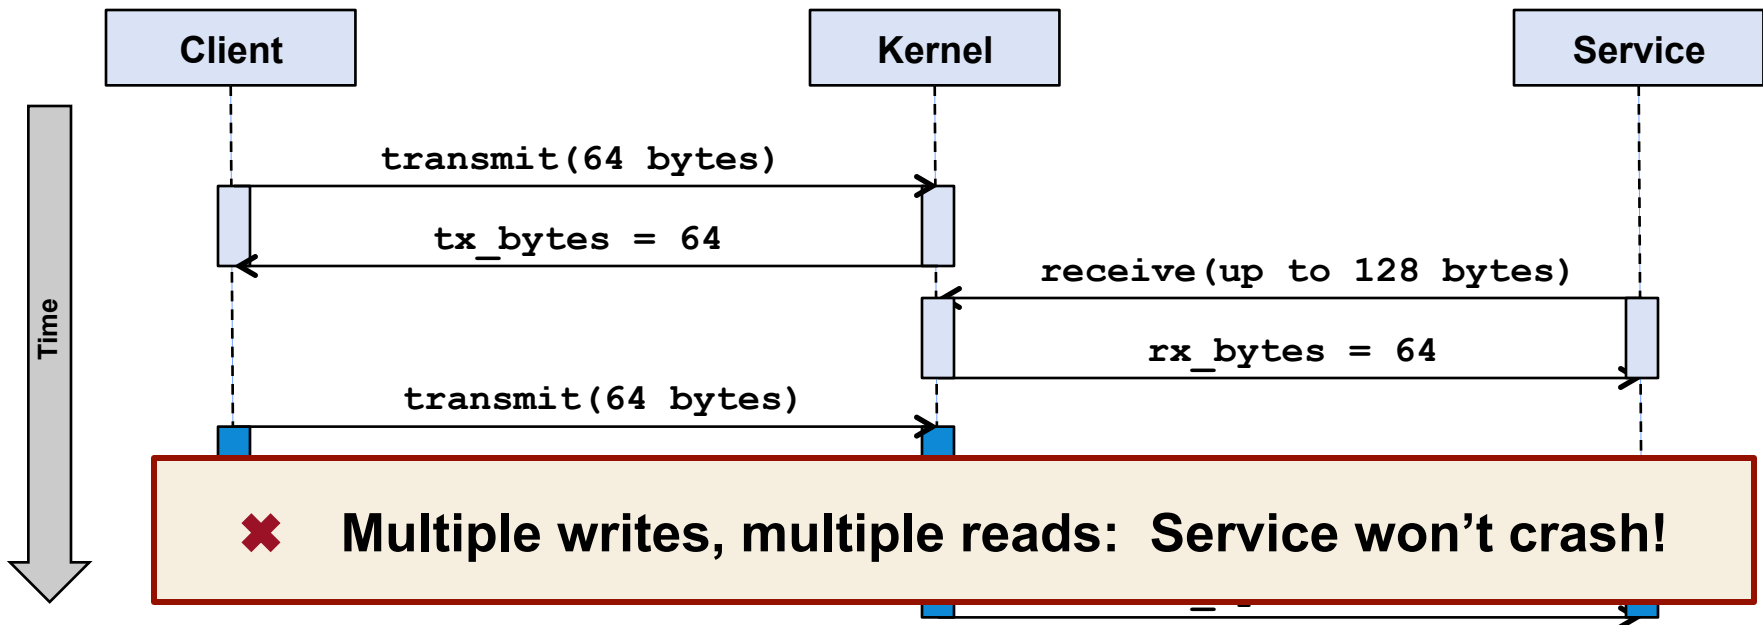 Client
Kernel
Service
transmit(64 bytes)
tx_bytes = 64
receive(up to 128 bytes)
Time
rx_bytes = 64
transmit(64 bytes)
✖ Multiple writes, multiple reads: Service won’t crash!